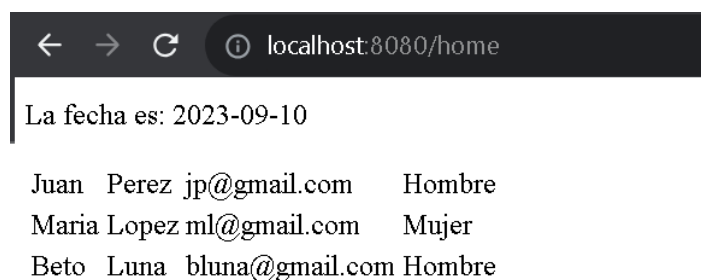 localhost:8080/home
La fecha es: 2023-09-10
Juan Perez jp@gmail.com Hombre
Maria Lopez ml@gmail.com Mujer
Beto Luna bluna@gmail.com Hombre